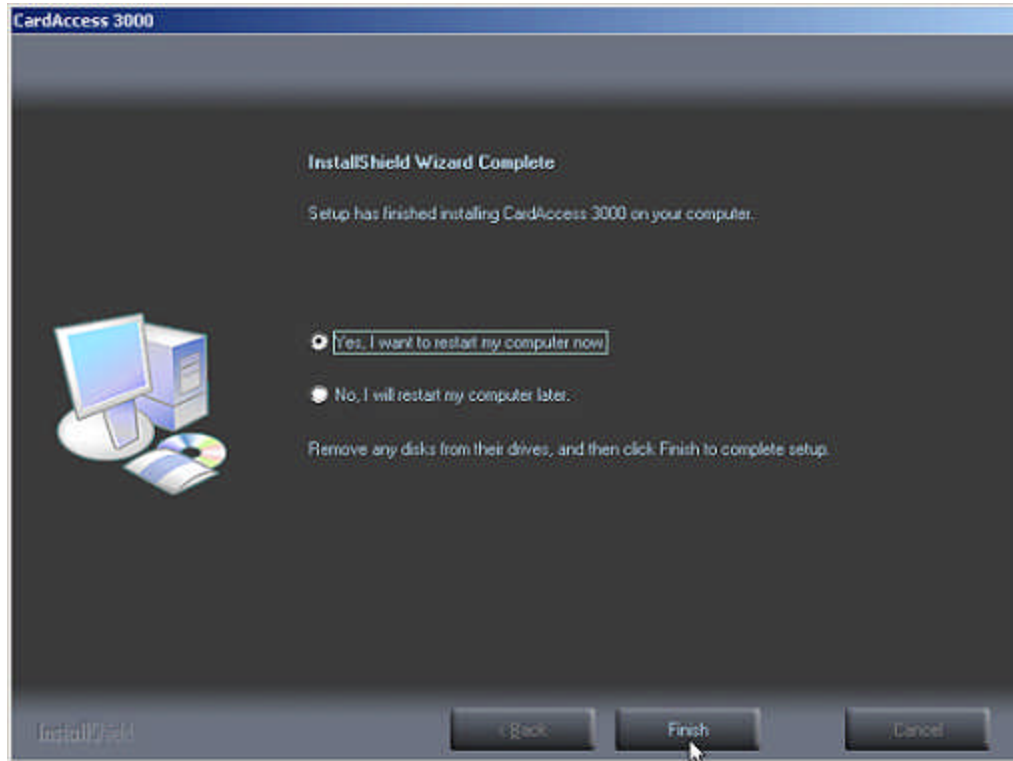 CardAccess 3000
InstallShield Wizard Complete
Setup has finished installing CardAccess 3000 on your computer.
Yes, I want to restart my computer now.
No, I will restart my computer later.
Remove any disks from their drives, and then click Finish to complete setup.
InstallShield
< Back
Finish
Cancel